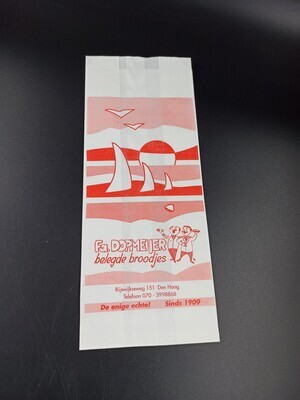 Fa. DORMEIJER
belegde broodjes
Rijswijkseweg 151 Den Haag
Telefoon 070 - 3998868
De enige echte! Sinds 1909